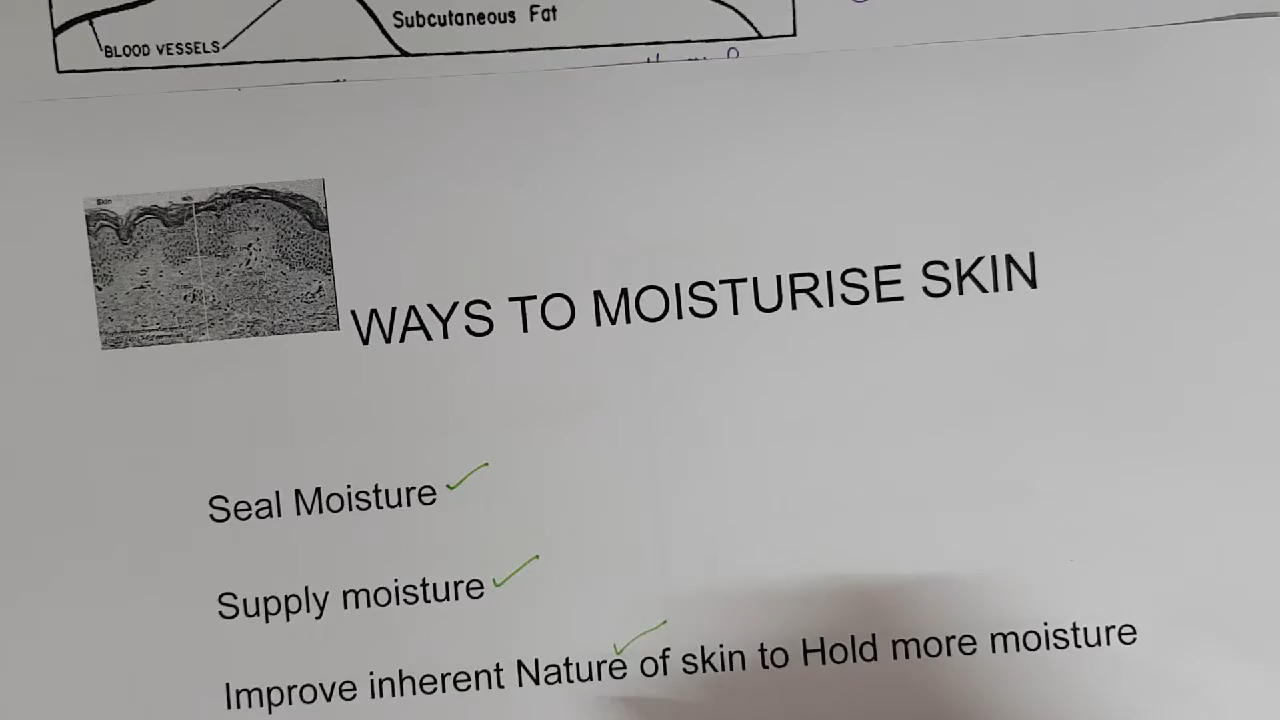 Subcutaneous Fat
BLOOD VESSELS
Skin
WAYS TO MOISTURISE SKIN
Seal Moisture
Supply moisture
Improve inherent Nature of skin to Hold more moisture